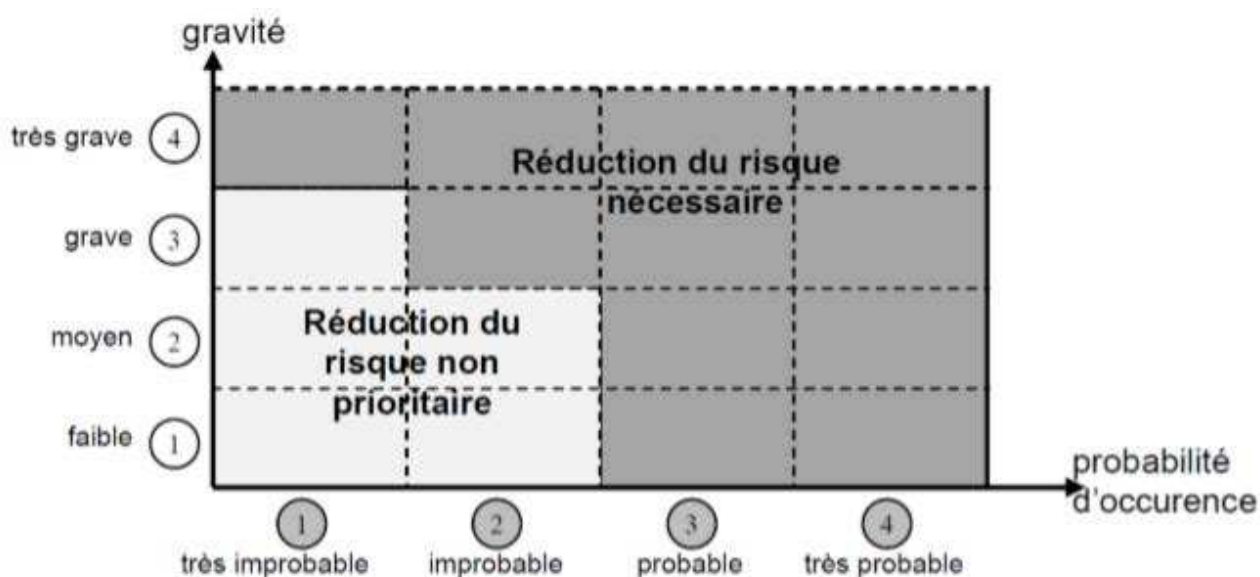 gravité
très grave 4
Réduction du risque
nécessaire
grave 3
Réduction du
risque non
prioritaire
moyen 2
faible 1
probabilité
d'occurence
1 2 3 4
très improbable improbable probable très probable